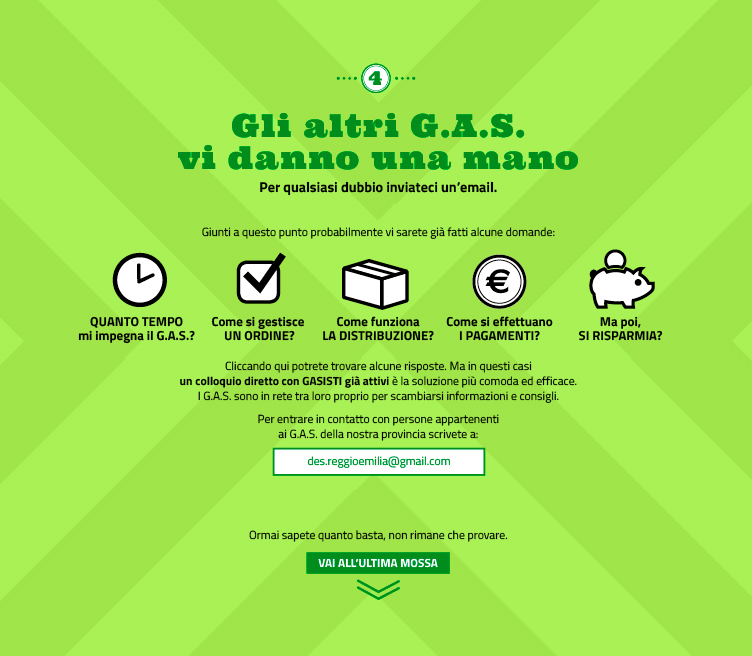 4
Gli altri G.A.S.
vi danno una mano
Per qualsiasi dubbio inviateci un'email.
Giunti a questo punto probabilmente vi sarete già fatti alcune domande:
€
QUANTO TEMPO
mi impegna il G.A.S.?
Come si gestisce
UN ORDINE?
Come funziona
LA DISTRIBUZIONE?
Come si effettuano
I PAGAMENTI?
Ma poi,
SI RISPARMIA?
Cliccando qui potrete trovare alcune risposte. Ma in questi casi
un colloquio diretto con GASISTI già attivi è la soluzione più comoda ed efficace.
I G.A.S. sono in rete tra loro proprio per scambiarsi informazioni e consigli.
Per entrare in contatto con persone appartenenti
ai G.A.S. della nostra provincia scrivete a:
des.reggioemilia@gmail.com
Ormai sapete quanto basta, non rimane che provare.
VAI ALL'ULTIMA MOSSA